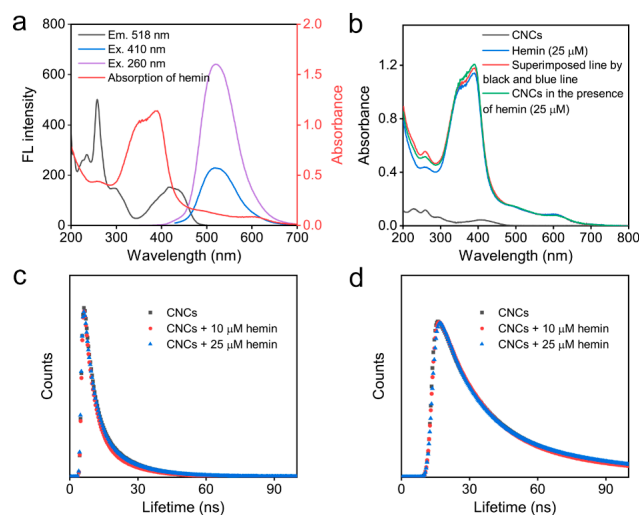 a
800
600
400
200
0
FL intensity
Em. 518 nm
Ex. 410 nm
Ex. 260 nm
Absorption of hemin
2.0
1.5
1.0
0.5
0.0
Absorbance
200 300 400 500 600 700
Wavelength (nm)
b
1.2
0.8
0.4
0.0
Absorbance
CNCs
Hemin (25 μM)
Superimposed line by
black and blue line
CNCs in the presence
of hemin (25 μM)
200 300 400 500 600 700 800
Wavelength (nm)
c
Counts
CNCs
CNCs + 10 μM hemin
CNCs + 25 μM hemin
0 30 60 90
Lifetime (ns)
d
Counts
CNCs
CNCs + 10 μM hemin
CNCs + 25 μM hemin
0 30 60 90
Lifetime (ns)